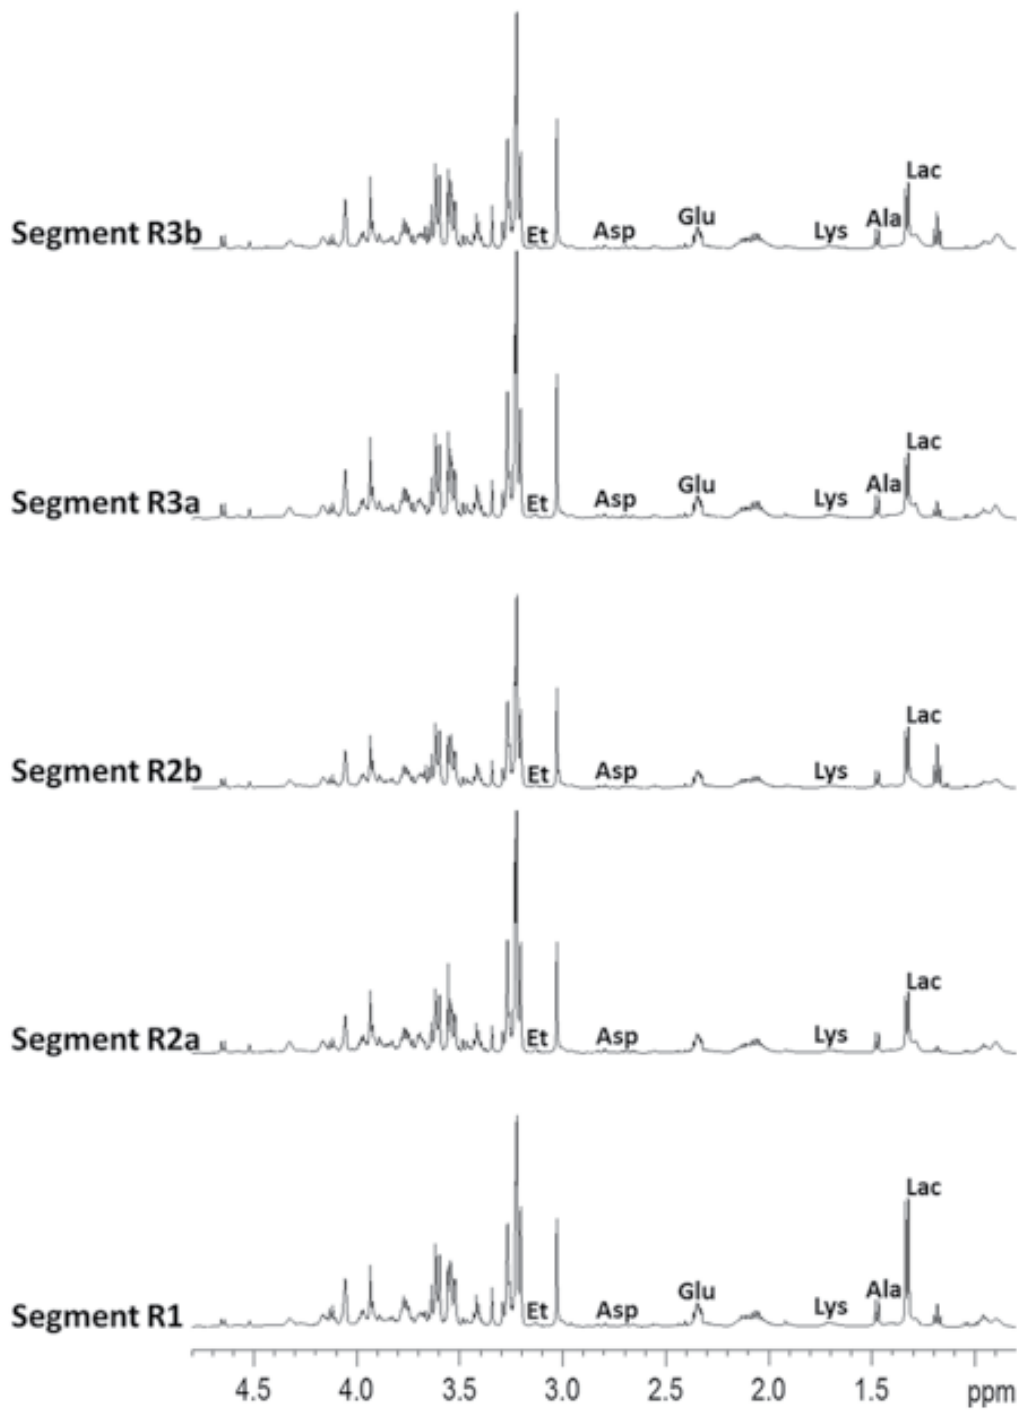 Lac
Glu
Ala
Segment R3b
Et
Asp
Lys
Lac
Glu
Ala
Segment R3a
Et
Asp
Lys
Lac
Segment R2b
Et
Asp
Lys
Lac
Segment R2a
Et
Asp
Lys
Lac
Glu
Ala
Segment R1
Et
Asp
Lys
4.5 4.0 3.5 3.0 2.5 2.0 1.5 ppm